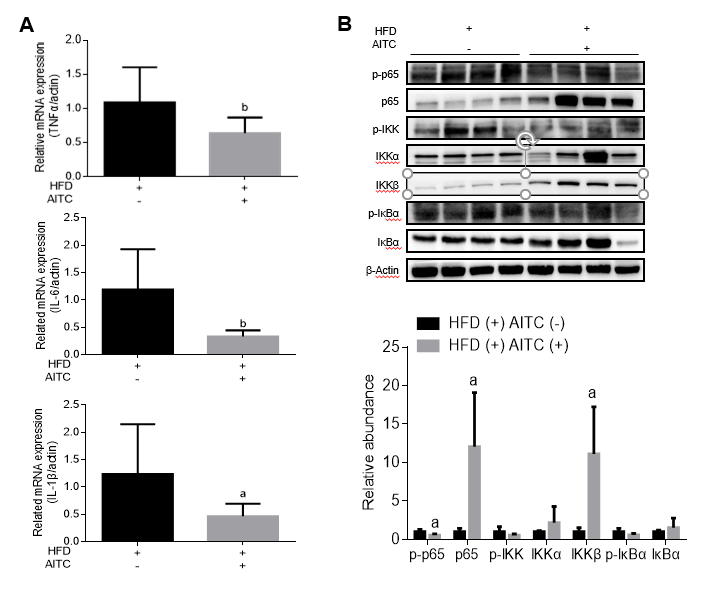 A
Relative mRNA expression
(TNFα/actin)
2.0
1.5
1.0
0.5
0.0
b
HFD + +
AITC - +
Related mRNA expression
(IL-6/actin)
2.5
2.0
1.5
1.0
0.5
0.0
b
HFD + +
AITC - +
Related mRNA expression
(IL-1β/actin)
2.5
2.0
1.5
1.0
0.5
0.0
a
HFD + +
AITC - +
B
HFD + +
AITC - +
p-p65
p65
p-IKK
IKKα
IKKβ
p-IκBα
IκBα
β-Actin
HFD (+) AITC (-)
HFD (+) AITC (+)
Relative abundance
25
20
15
10
5
0
a a a
p-p65 p65 p-IKK IKKα IKKβ p-IκBα IκBα